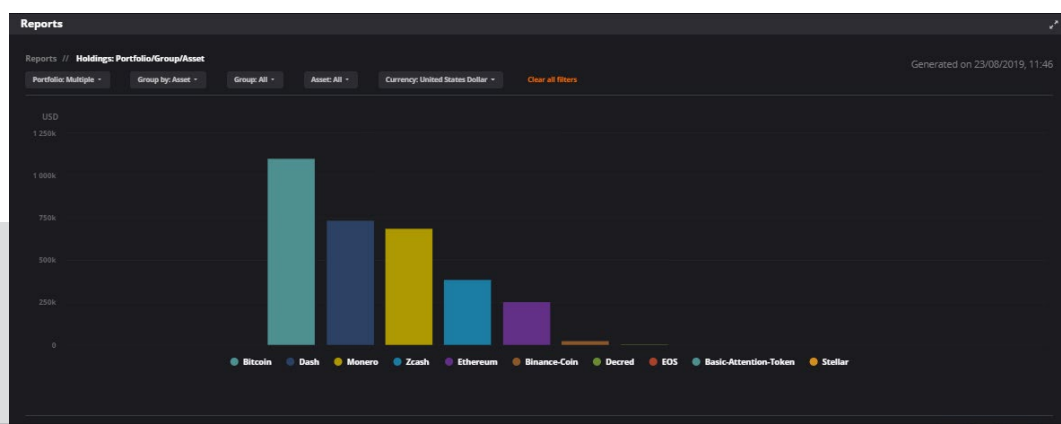 Reports
Reports // Holdings: Portfolio/Group/Asset
Generated on 23/08/2019, 11:46
Portfolio: Multiple Group by: Asset Group: All Asset: All Currency: United States Dollar Clear all filters
USD
1 250k
1 000k
750k
500k
250k
0
Bitcoin Dash Monero Zcash Ethereum Binance-Coin Decred EOS Basic-Attention-Token Stellar